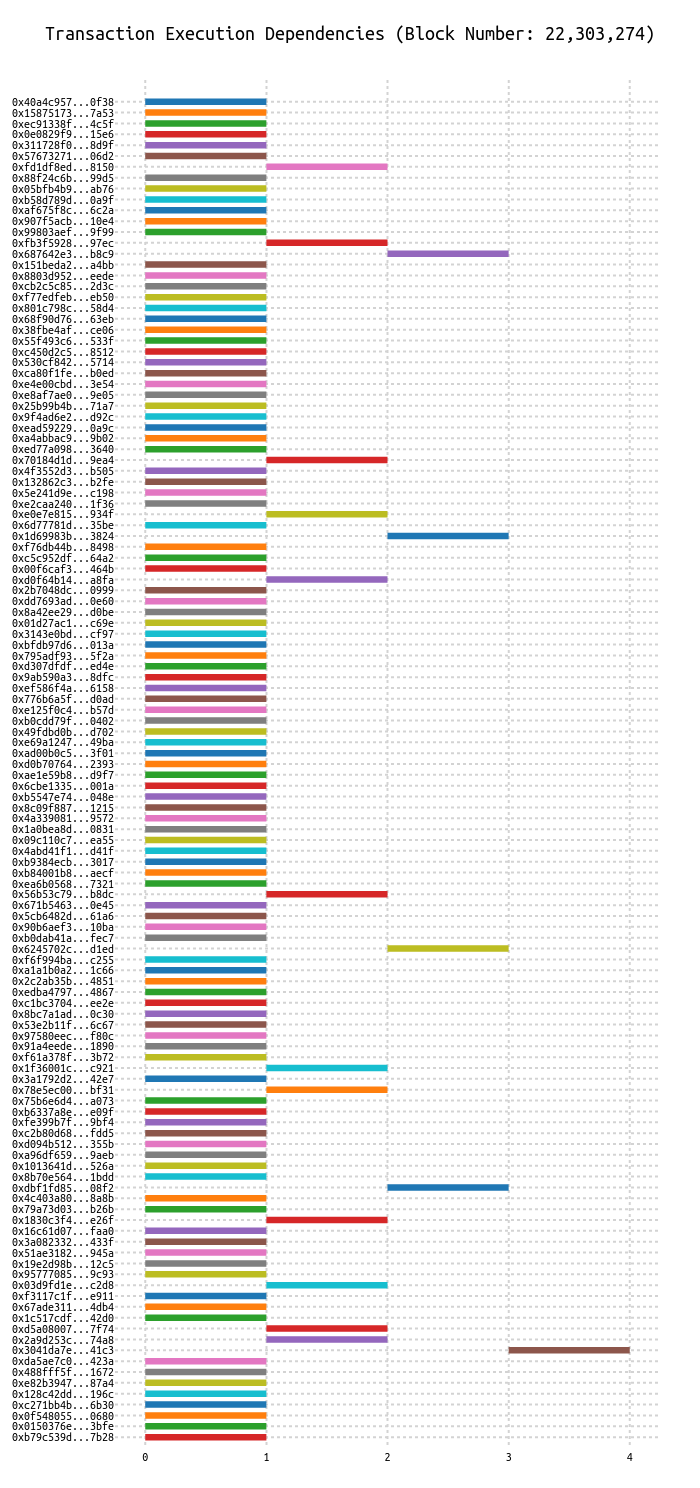 Transaction Execution Dependencies (Block Number: 22,303,274)
0x40a4c957...0f38
0x15875173...7a53
0xec91338f...4c5f
0x0e0829f9...15e6
0x311728f0...8d9f
0x57673271...06d2
0xfd1df8ed...8150
0x88f24c6b...99d5
0x05bfb4b9...ab76
0xb58d789d...0a9f
0xaf675f8c...6c2a
0x907f5acb...10e4
0x99803aef...9f99
0xfb3f5928...97ec
0x687642e3...b8c9
0x151beda2...a4bb
0x8803d952...eede
0xcb2c5c85...2d3c
0xf77edfeb...eb50
0x801c798c...58d4
0x68f90d76...63eb
0x38fbe4af...ce06
0x55f493c6...533f
0xc450d2c5...8512
0x530cf842...5714
0xca80f1fe...b0ed
0xe4e00cbd...3e54
0xe8af7ae0...9e05
0x25b99b4b...71a7
0x9f4ad6e2...d92c
0xead59229...0a9c
0xa4abbac9...9b02
0xed77a098...3640
0x70184d1d...9ea4
0x4f3552d3...b505
0x132862c3...b2fe
0x5e241d9e...c198
0xe2caa240...1f36
0xe0e7e815...934f
0x6d77781d...35be
0x1d69983b...3824
0xf76db44b...8498
0xc5c952df...64a2
0x00f6caf3...464b
0xd0f64b14...a8fa
0x2b7048dc...0999
0xdd7693ad...0e60
0x8a42ee29...d0be
0x01d27ac1...c69e
0x3143e0bd...cf97
0xbfdb97d6...013a
0x795adf93...5f2a
0xd307dfdf...ed4e
0x9ab590a3...8dfc
0xef586f4a...6158
0x776b6a5f...d0ad
0xe125f0c4...b57d
0xb0cdd79f...0402
0x49fdbd0b...d702
0xe69a1247...49ba
0xad00b0c5...3f01
0xd0b70764...2393
0xae1e59b8...d9f7
0x6cbe1335...001a
0xb5547e74...048e
0x8c09f887...1215
0x4a339081...9572
0x1a0bea8d...0831
0x09c110c7...ea55
0x4abd41f1...d41f
0xb9384ecb...3017
0xb84001b8...aecf
0xea6b0568...7321
0x56b53c79...b8dc
0x671b5463...0e45
0x5cb6482d...61a6
0x90b6aef3...10ba
0xb0dab41a...fec7
0x6245702c...d1ed
0xf6f994ba...c255
0xa1a1b0a2...1c66
0x2c2ab35b...4851
0xedba4797...4867
0xc1bc3704...ee2e
0x8bc7a1ad...0c30
0x53e2b11f...6c67
0x97580eec...f80c
0x91a4eede...1890
0xf61a378f...3b72
0x1f36001c...c921
0x3a1792d2...42e7
0x78e5ec00...bf31
0x75b6e6d4...a073
0xb6337a8e...e09f
0xfe399b7f...9bf4
0xc2b80d68...fdd5
0xd094b512...355b
0xa96df659...9aeb
0x1013641d...526a
0x8b70e564...1bdd
0xdbf1fd85...08f2
0x4c403a80...8a8b
0x79a73d03...b26b
0x1830c3f4...e26f
0x16c61d07...faa0
0x3a082332...433f
0x51ae3182...945a
0x19e2d98b...12c5
0x95777085...9c93
0x03d9fd1e...c2d8
0xf3117c1f...e911
0x67ade311...4db4
0x1c517cdf...42d0
0xd5a08007...7f74
0x2a9d253c...74a8
0x3041da7e...41c3
0xda5ae7c0...423a
0x488fff5f...1672
0xe82b3947...87a4
0x128c42dd...196c
0xc271bb4b...6b30
0x0f548055...0680
0x0150376e...3bfe
0xb79c539d...7b28
0 1 2 3 4